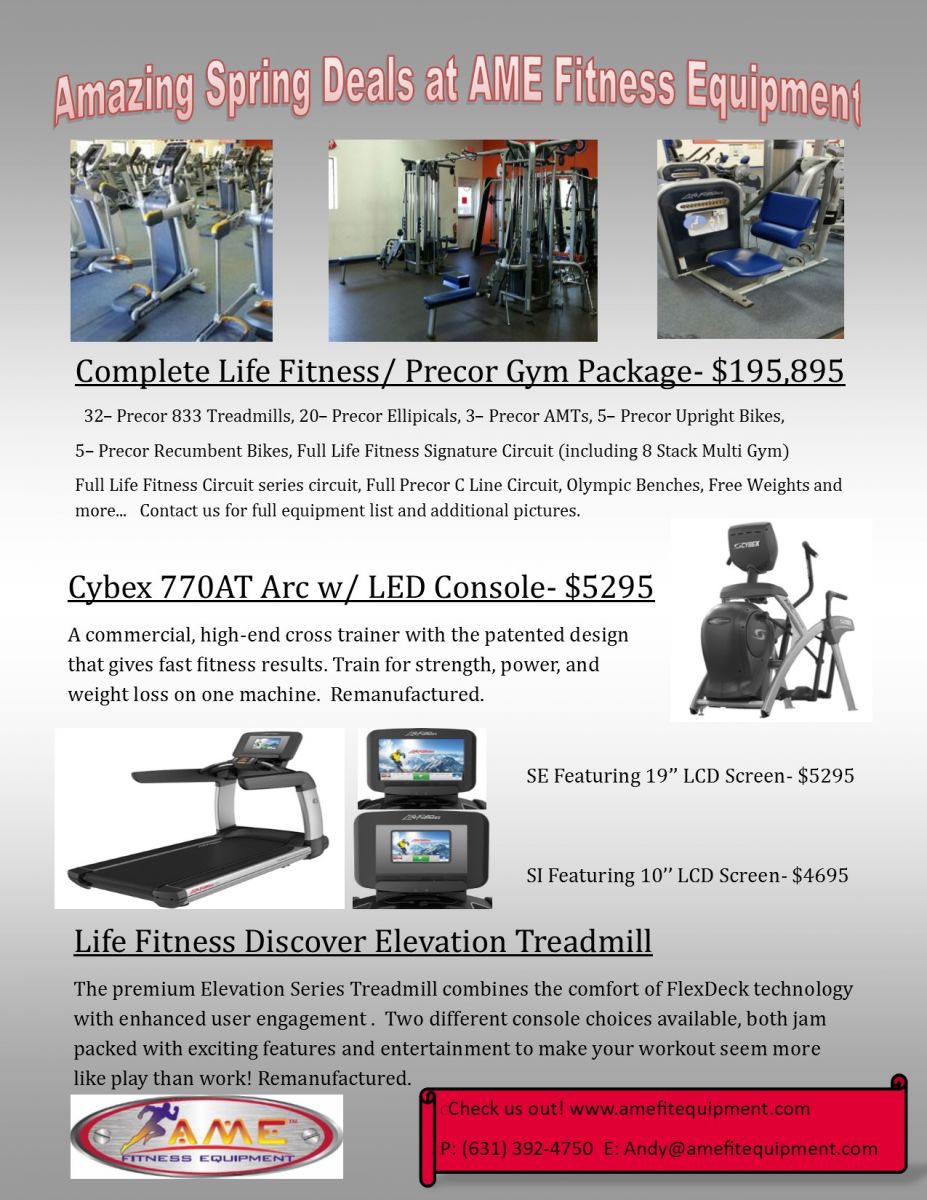 Amazing Spring Deals at AME Fitness Equipment
Complete Life Fitness/ Precor Gym Package- $195,895
32– Precor 833 Treadmills, 20– Precor Ellipicals, 3– Precor AMTs, 5– Precor Upright Bikes,
5– Precor Recumbent Bikes, Full Life Fitness Signature Circuit (including 8 Stack Multi Gym)
Full Life Fitness Circuit series circuit, Full Precor C Line Circuit, Olympic Benches, Free Weights and
more... Contact us for full equipment list and additional pictures.
Cybex 770AT Arc w/ LED Console- $5295
A commercial, high-end cross trainer with the patented design
that gives fast fitness results. Train for strength, power, and
weight loss on one machine. Remanufactured.
CYBEX
Life Fitness
SE Featuring 19’’ LCD Screen- $5295
Life Fitness
SI Featuring 10’’ LCD Screen- $4695
Life Fitness Discover Elevation Treadmill
The premium Elevation Series Treadmill combines the comfort of FlexDeck technology
with enhanced user engagement . Two different console choices available, both jam
packed with exciting features and entertainment to make your workout seem more
like play than work! Remanufactured.
AME™
FITNESS EQUIPMENT
Check us out! www.amefitequipment.com
P: (631) 392-4750 E: Andy@amefitequipment.com